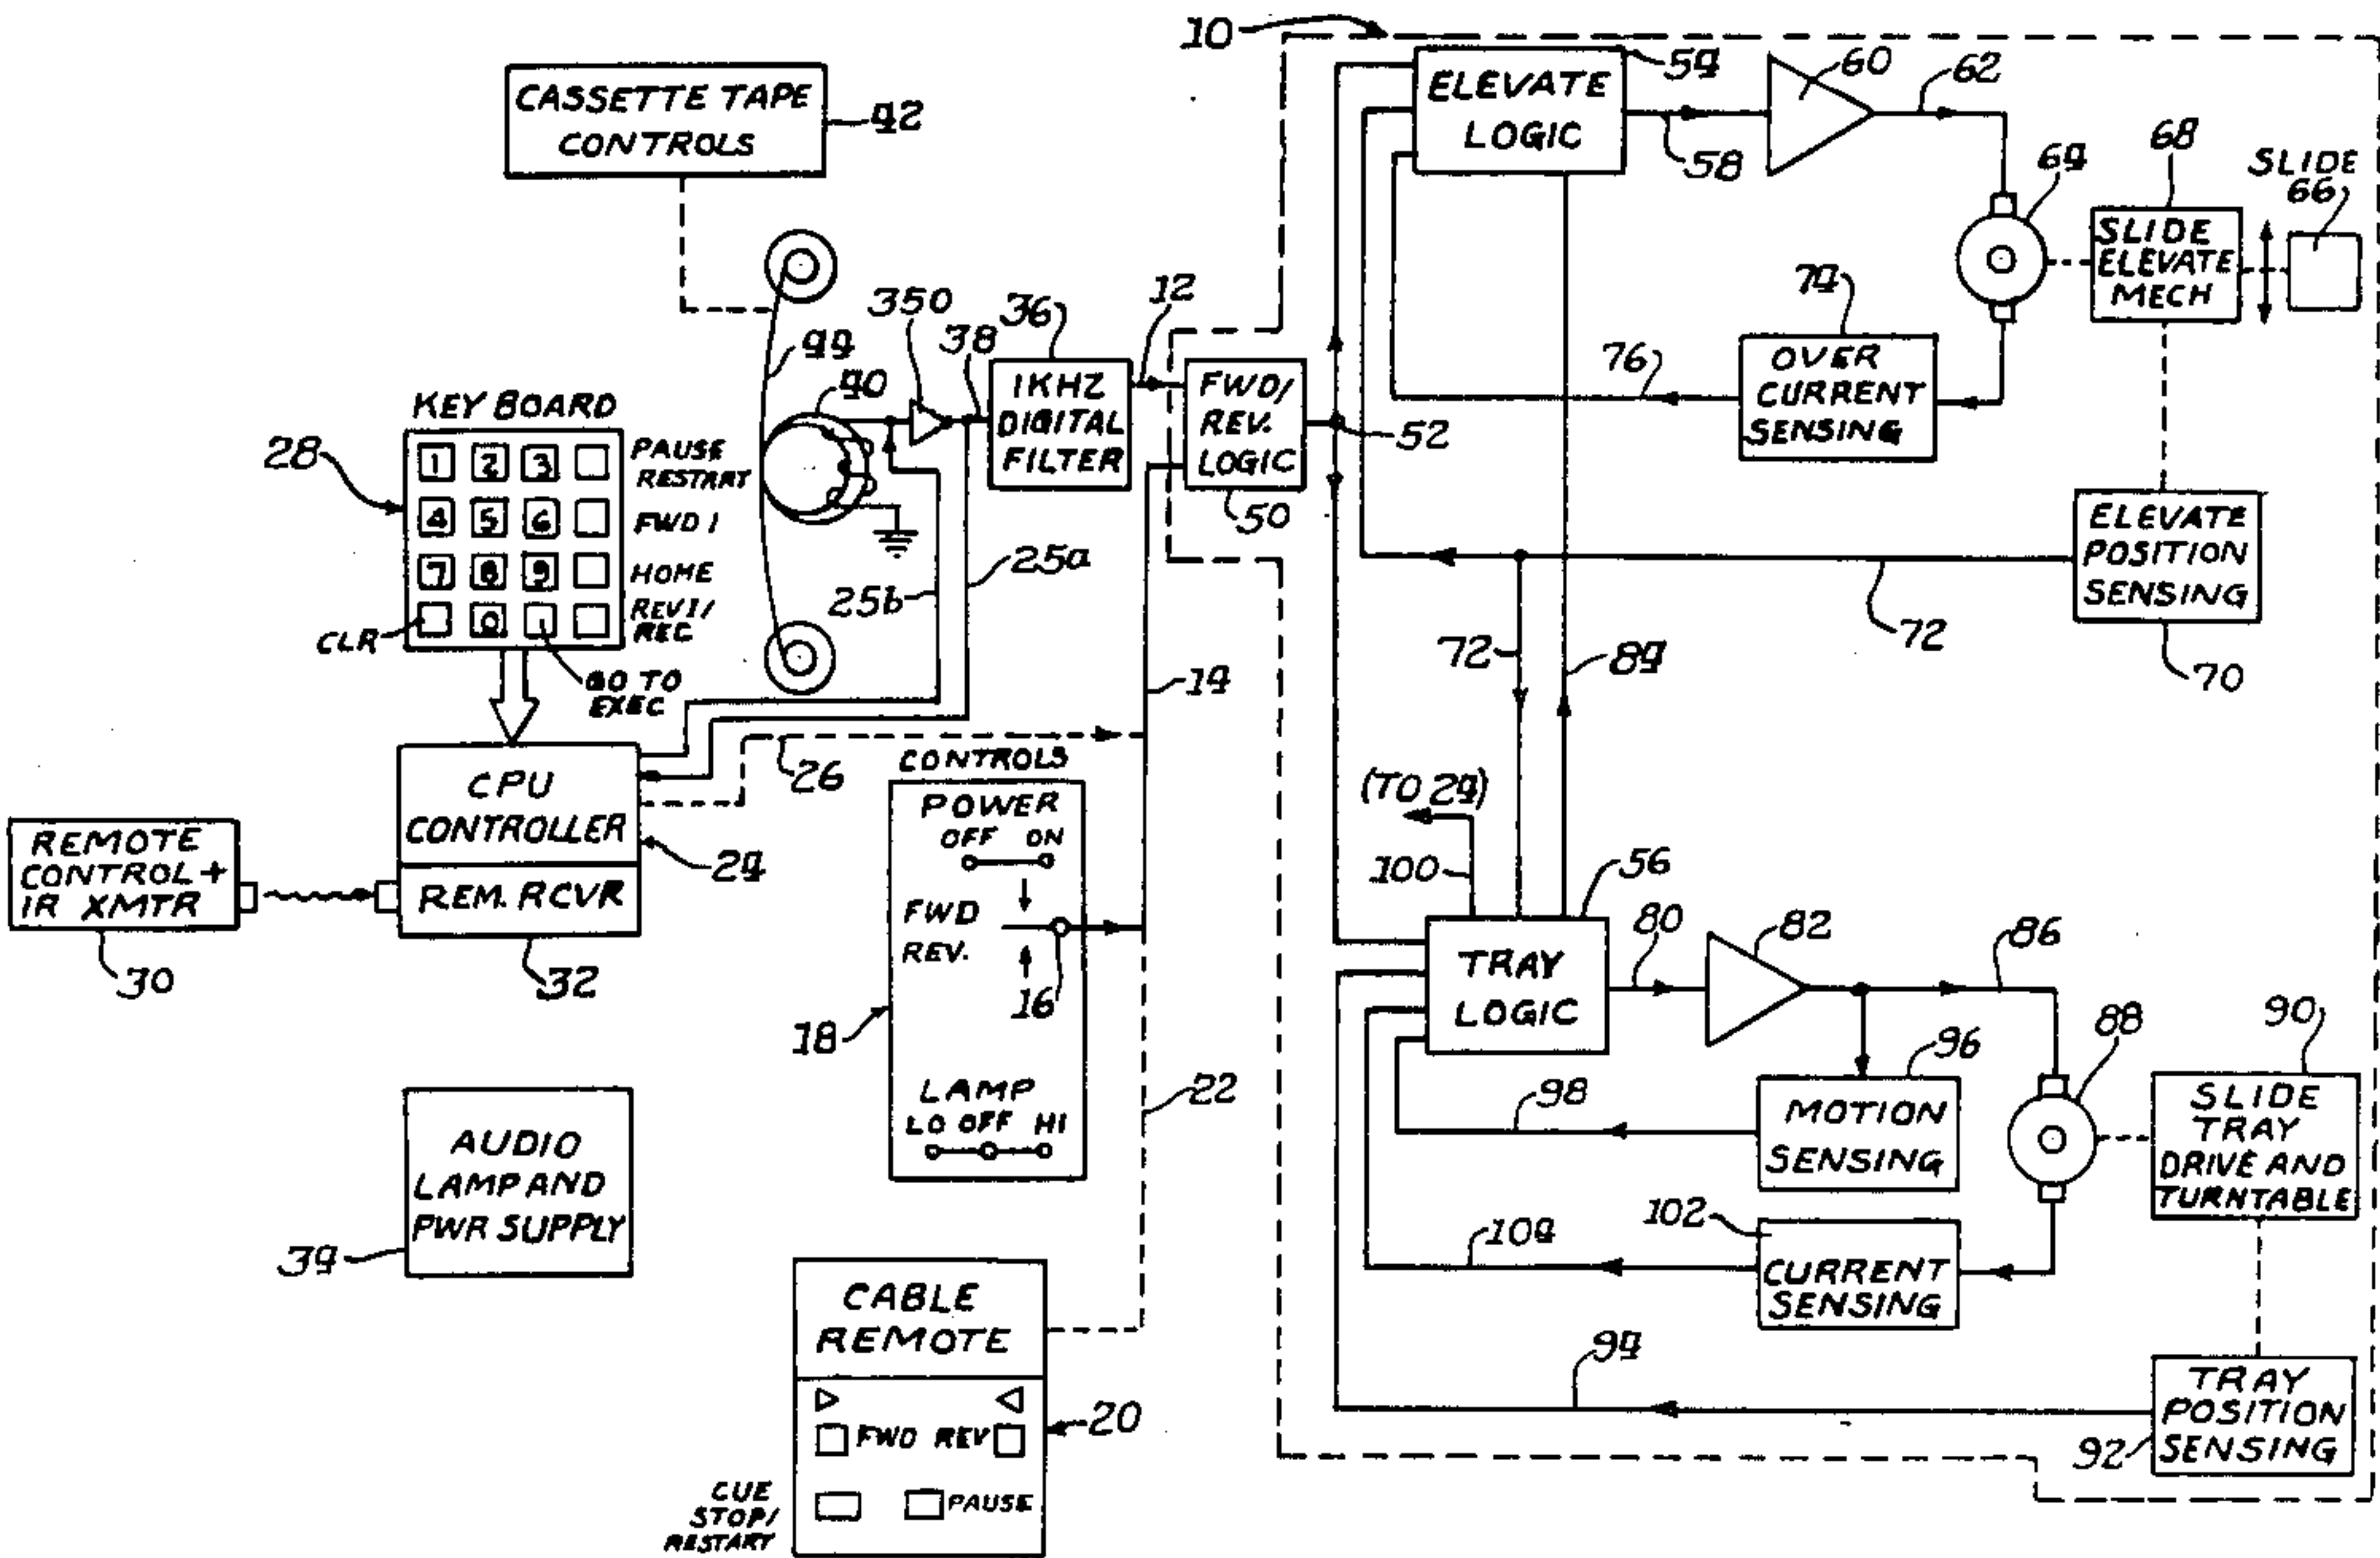 10
CASSETTE TAPE
CONTROLS
42
ELEVATE
LOGIC
54
60
62
58
64
68
SLIDE
66
SLIDE
ELEVATE
MECH
74
OVER
CURRENT
SENSING
76
350
38
36
12
44
40
1KHZ
DIGITAL
FILTER
FWD/
REV.
LOGIC
50
52
KEY BOARD
28
1 2 3
PAUSE
RESTART
4 5 6
FWD 1
7 8 9
HOME
0
REV 1/
REC
CLR
GO TO
EXEC
25b
25a
14
72
84
72
ELEVATE
POSITION
SENSING
70
CPU
CONTROLLER
24
26
REMOTE
CONTROL +
IR XMTR
30
REM. RCVR
32
CONTROLS
POWER
OFF ON
FWD
REV.
16
18
LAMP
LO OFF HI
22
(TO 24)
100
56
TRAY
LOGIC
80
82
86
88
90
96
MOTION
SENSING
98
SLIDE
TRAY
DRIVE AND
TURNTABLE
102
CURRENT
SENSING
104
94
TRAY
POSITION
SENSING
92
AUDIO
LAMP AND
PWR SUPPLY
34
CABLE
REMOTE
FWD REV
20
CUE
STOP/
RESTART
PAUSE